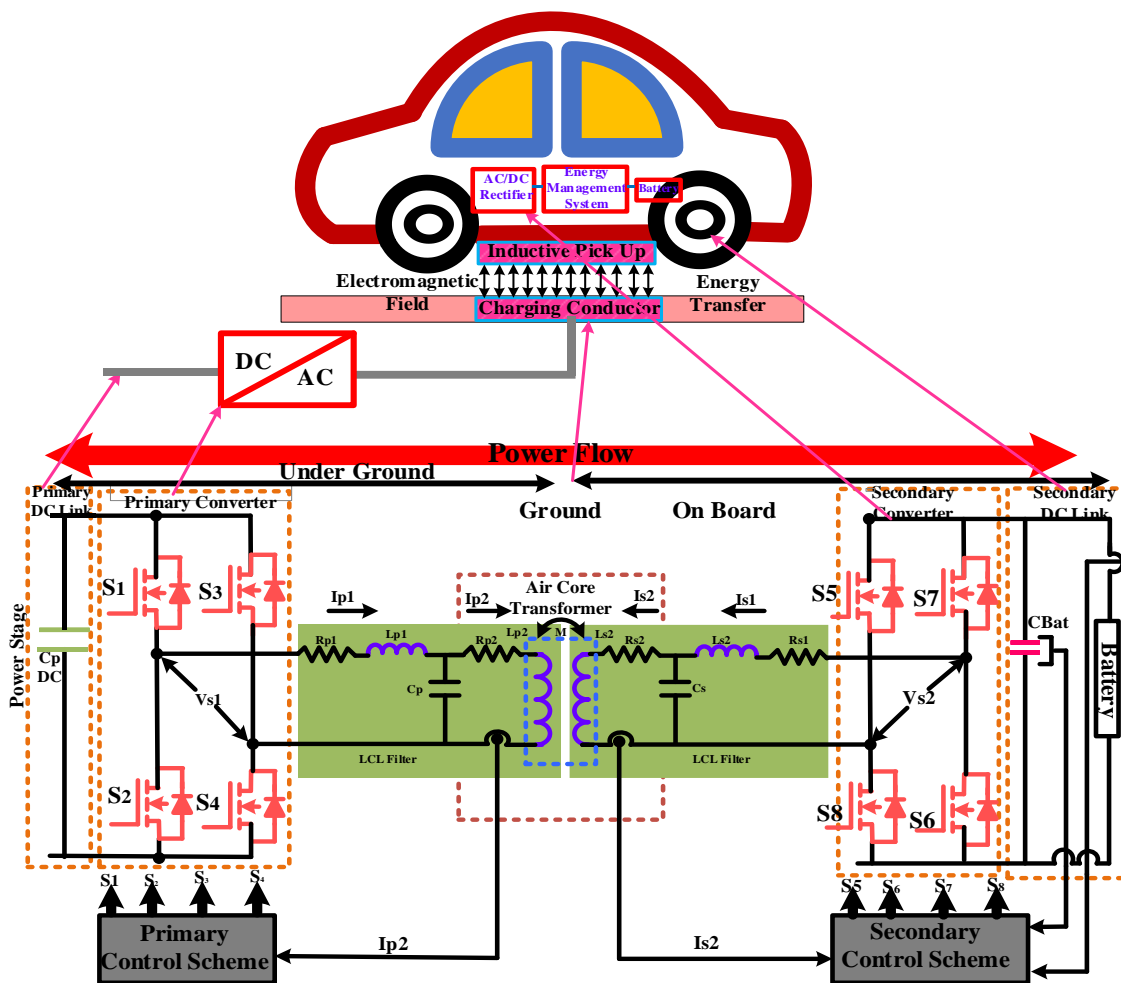 AC/DC
Rectifier
Energy
Management
System
Battery
Inductive Pick Up
Electromagnetic
Field
Energy
Transfer
Charging Conductor
DC
AC
Power Flow
Under Ground
Ground
On Board
Primary
DC Link
Primary Converter
Secondary
Converter
Secondary
DC Link
Power Stage
Cp
DC
S1
S3
S2
S4
Vs1
Ip1
Ip2
Air Core
Transformer
Is2
Is1
Rp1
Lp1
Rp2
Lp2
M
Ls2
Rs2
Ls2
Rs1
Cp
Cs
LCL Filter
LCL Filter
S5
S7
S8
S6
Vs2
CBat
Battery
S1
S₂
S₃
S₄
Primary
Control Scheme
Ip2
Is2
S5
S₆
S₇
S₈
Secondary
Control Scheme